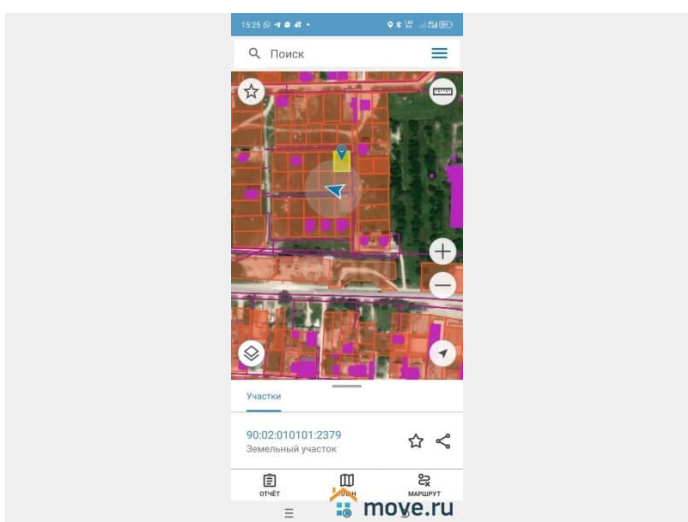 15:25
Поиск
Участки
90:02:010101:2379
Земельный участок
ОТЧЁТ
МАРШРУТ
move.ru